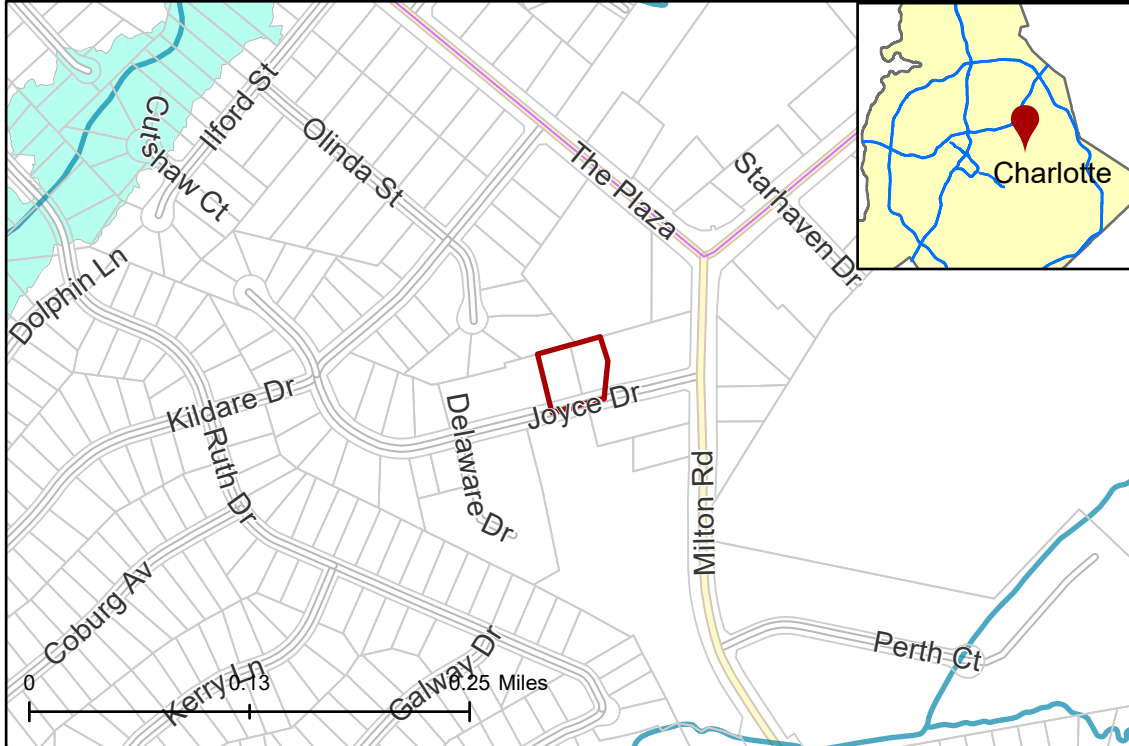 Cutshaw Ct
Ilford St
Olinda St
The Plaza
Starhaven Dr
Charlotte
Dolphin Ln
Kildare Dr
Joyce Dr
Delaware Dr
Ruth Dr
Milton Rd
Coburg Av
Kerry Ln
Galway Dr
Perth Ct
0 0.13 0.25 Miles